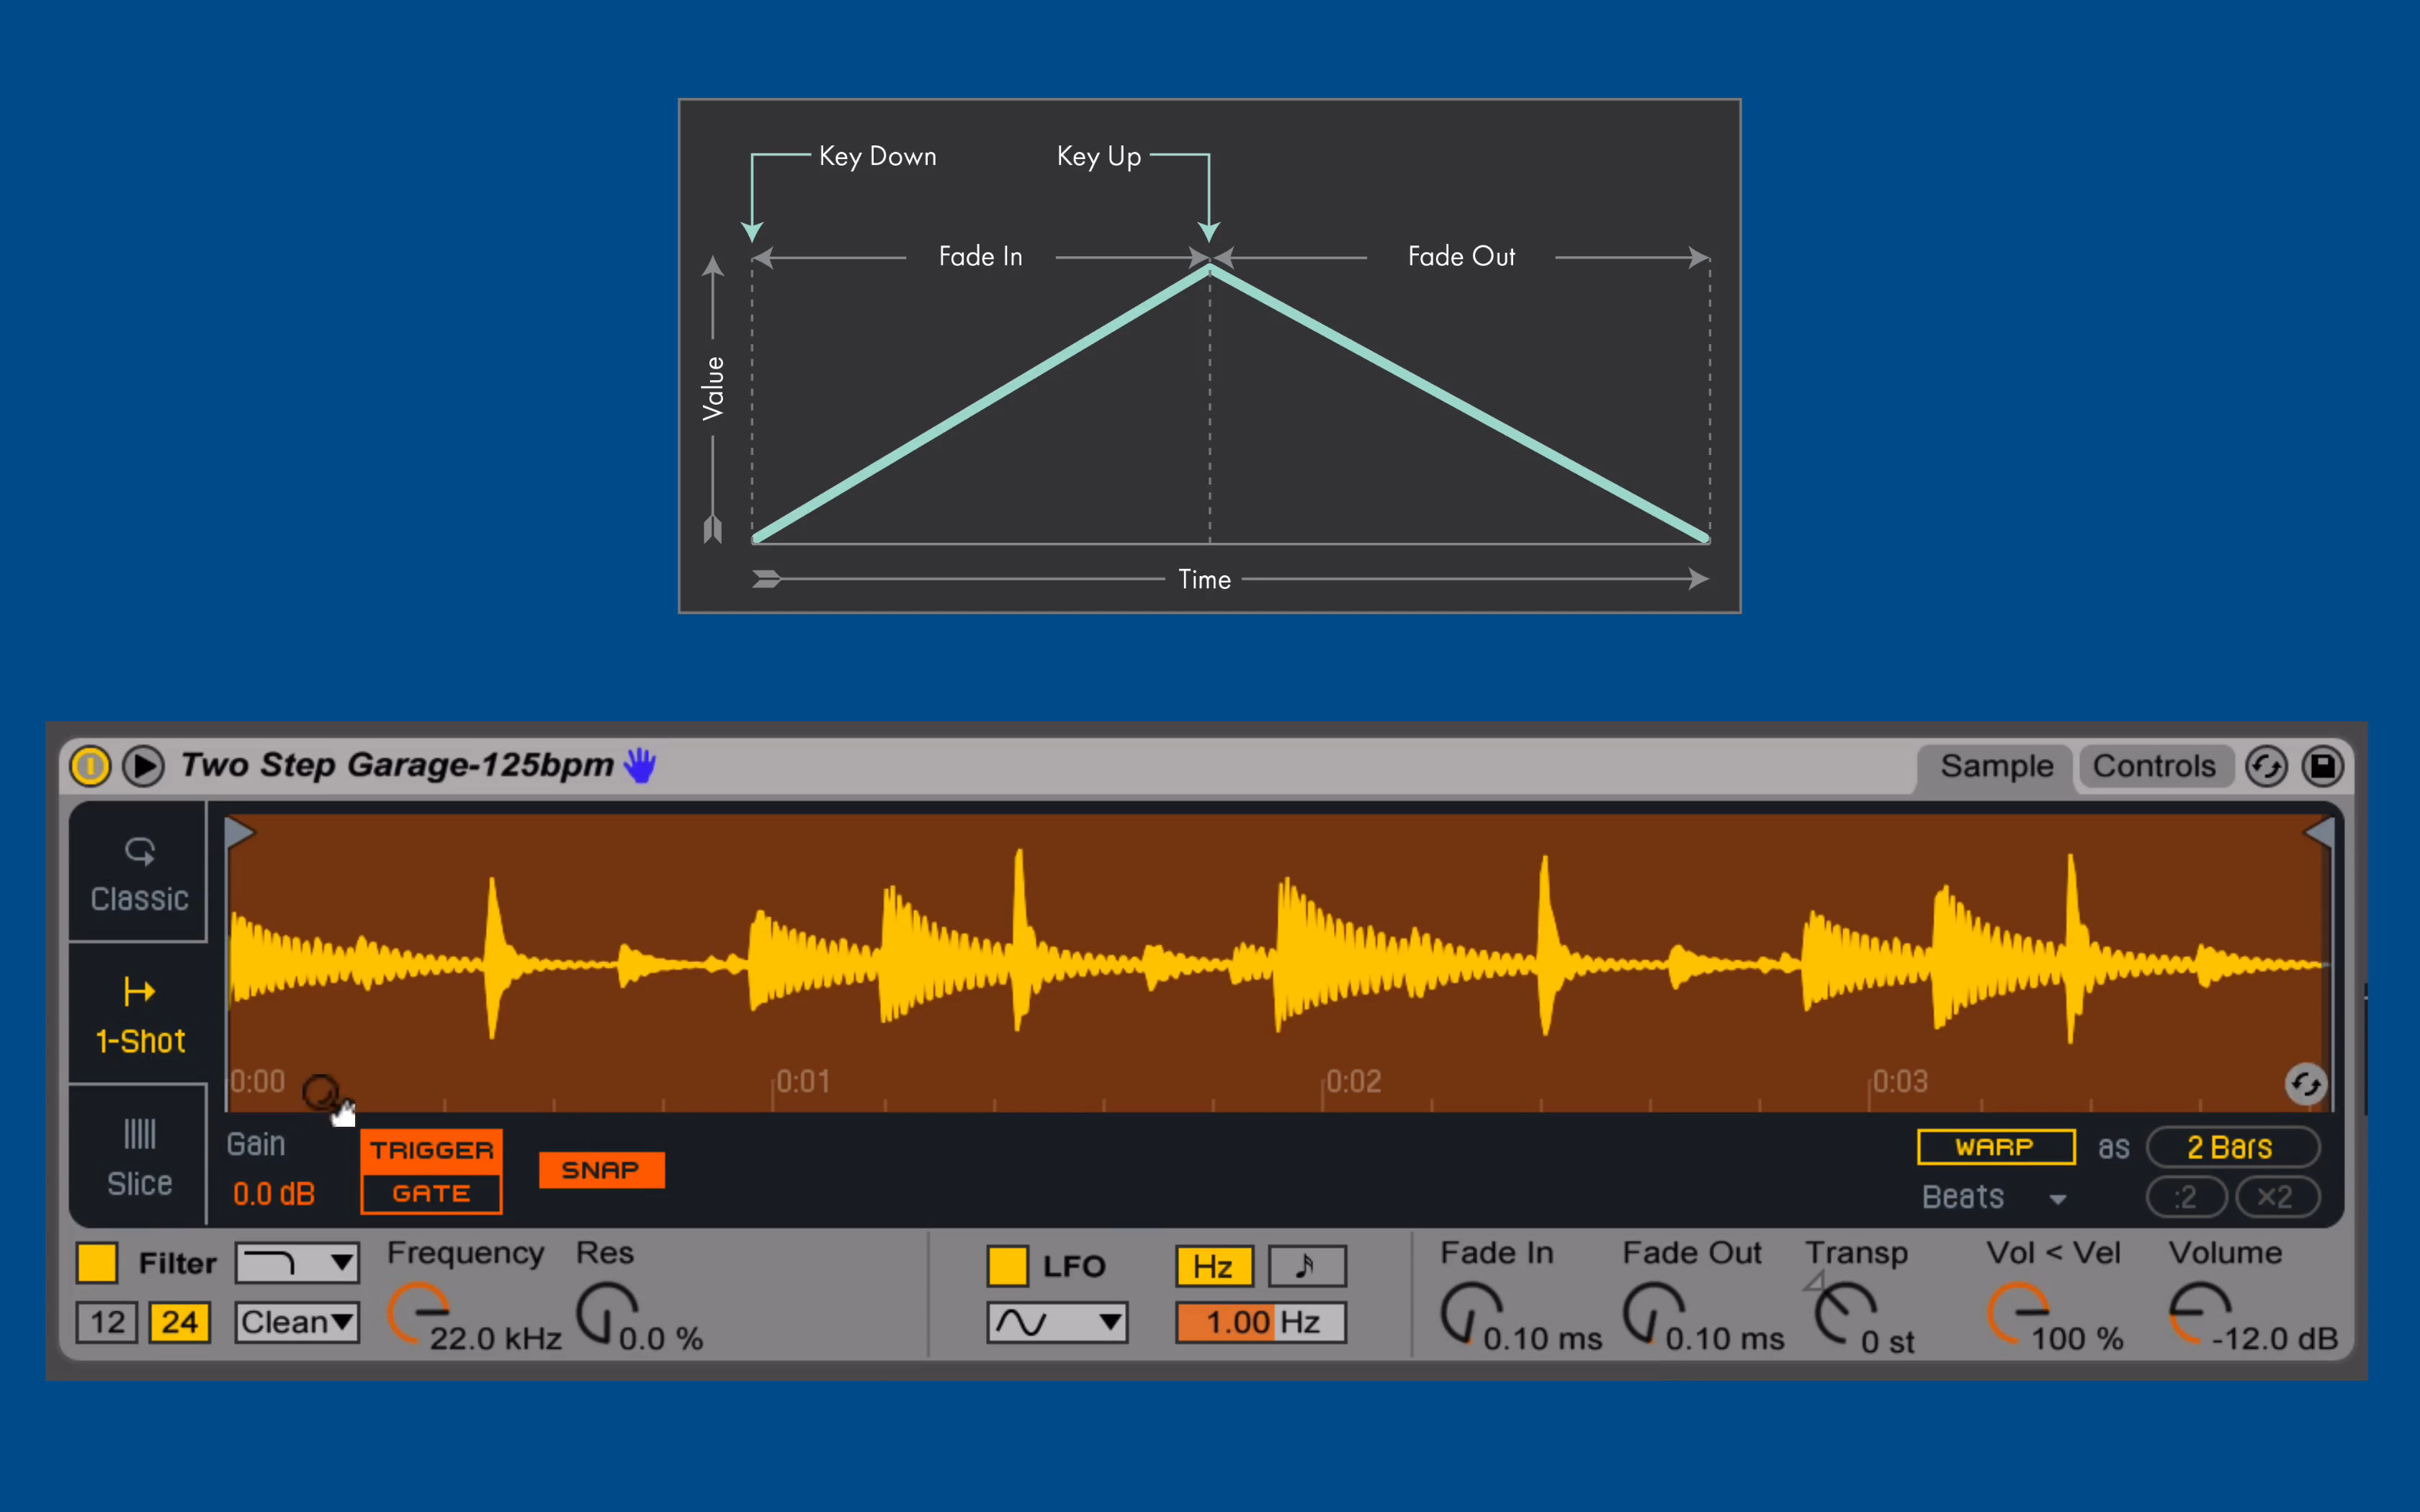 Key Down
Key Up
Fade In
Fade Out
Value
Time
Two Step Garage-125bpm
Sample
Controls
Classic
1-Shot
Slice
0:00
0:01
0:02
0:03
Gain
0.0 dB
TRIGGER
GATE
SNAP
WARP as 2 Bars
Beats
:2
×2
Filter
12
24
Clean
Frequency
22.0 kHz
Res
0.0 %
LFO
Hz
1.00 Hz
Fade In
0.10 ms
Fade Out
0.10 ms
Transp
0 st
Vol < Vel
100 %
Volume
-12.0 dB